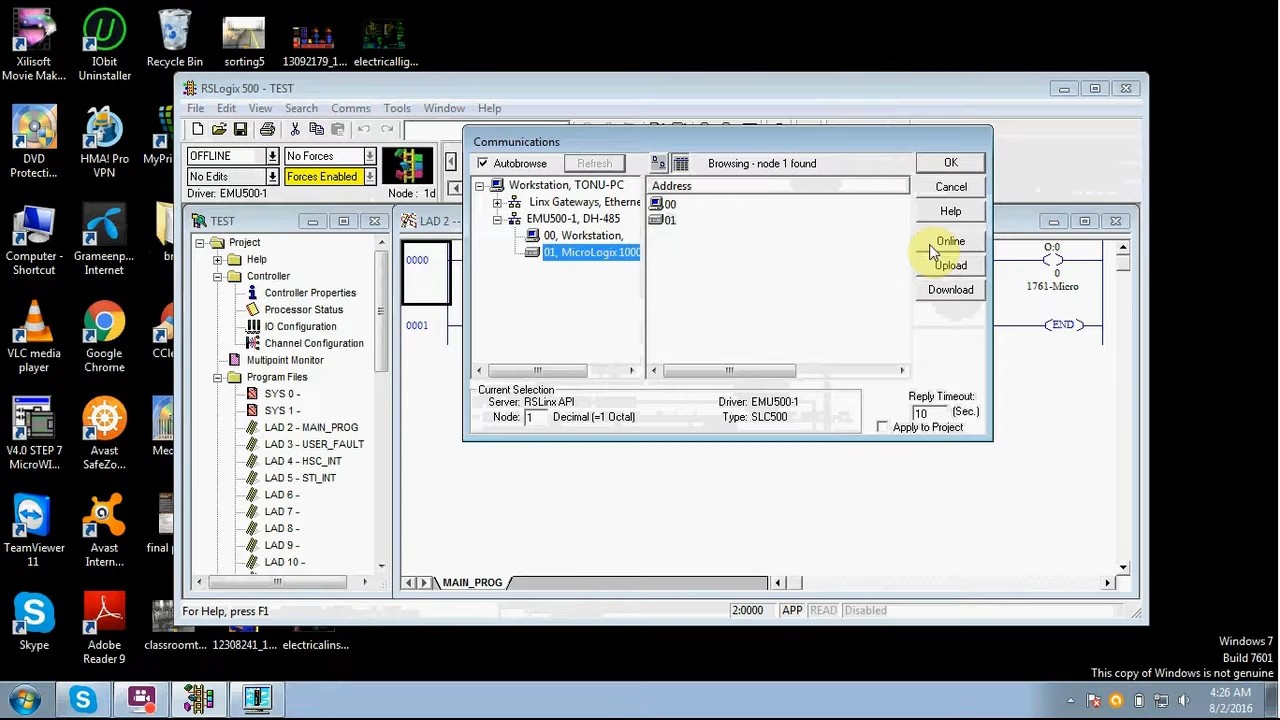 Xilisoft
Movie Mak...
IObit
Uninstaller
Recycle Bin
sorting5
13092179_1...
electricallig...
DVD
Protecti...
HMA! Pro
VPN
MyPri
Computer -
Shortcut
Grameenp...
Internet
br
VLC media
player
Google
Chrome
CCle
V4.0 STEP 7
MicroWI...
Avast
SafeZo...
Med
TeamViewer
11
Avast
Intern...
final p
Skype
Adobe
Reader 9
classroomt...
12308241_1...
electricalins...
RSLogix 500 - TEST
File Edit View Search Comms Tools Window Help
OFFLINE
No Forces
No Edits
Forces Enabled
Driver: EMU500-1
Node : 1d
TEST
Project
Help
Controller
Controller Properties
Processor Status
IO Configuration
Channel Configuration
Multipoint Monitor
Program Files
SYS 0 -
SYS 1 -
LAD 2 - MAIN_PROG
LAD 3 - USER_FAULT
LAD 4 - HSC_INT
LAD 5 - STI_INT
LAD 6 -
LAD 7 -
LAD 8 -
LAD 9 -
LAD 10 -
LAD 2 --
0000
0001
O:0
0
1761-Micro
END
MAIN_PROG
For Help, press F1
2:0000
APP
READ
Disabled
Communications
Autobrowse
Refresh
Browsing - node 1 found
Workstation, TONU-PC
Linx Gateways, Etherne
EMU500-1, DH-485
00, Workstation,
01, MicroLogix 1000
Address
00
01
OK
Cancel
Help
Online
Upload
Download
Current Selection
Server: RSLinx API
Driver: EMU500-1
Node: 1 Decimal (=1 Octal)
Type: SLC500
Reply Timeout:
10 (Sec.)
Apply to Project
Windows 7
Build 7601
This copy of Windows is not genuine
4:26 AM
8/2/2016